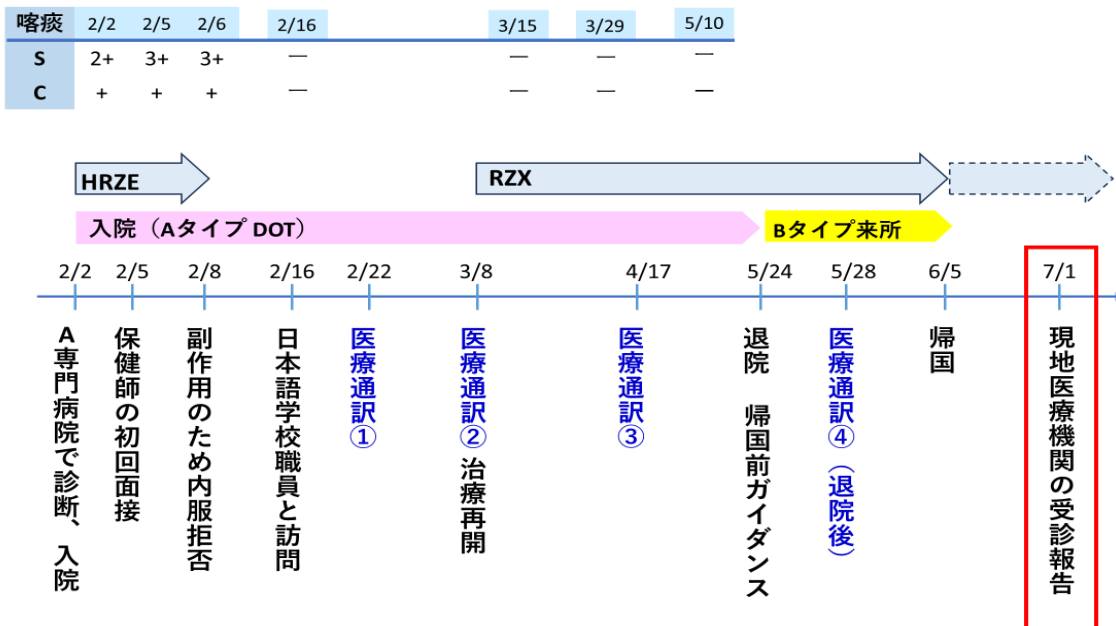 喀痰 2/2 2/5 2/6 2/16 3/15 3/29 5/10
S 2+ 3+ 3+ — — — —
C + + + — — — —
HRZE
RZX
入院（AタイプDOT）
Bタイプ来所
2/2 2/5 2/8 2/16 2/22 3/8 4/17 5/24 5/28 6/5 7/1
A専門病院で診断、入院
保健師の初回面接
副作用のため内服拒否
日本語学校職員と訪問
医療通訳①
医療通訳② 治療再開
医療通訳③
退院 帰国前ガイダンス
医療通訳④（退院後）
帰国
現地医療機関の受診報告